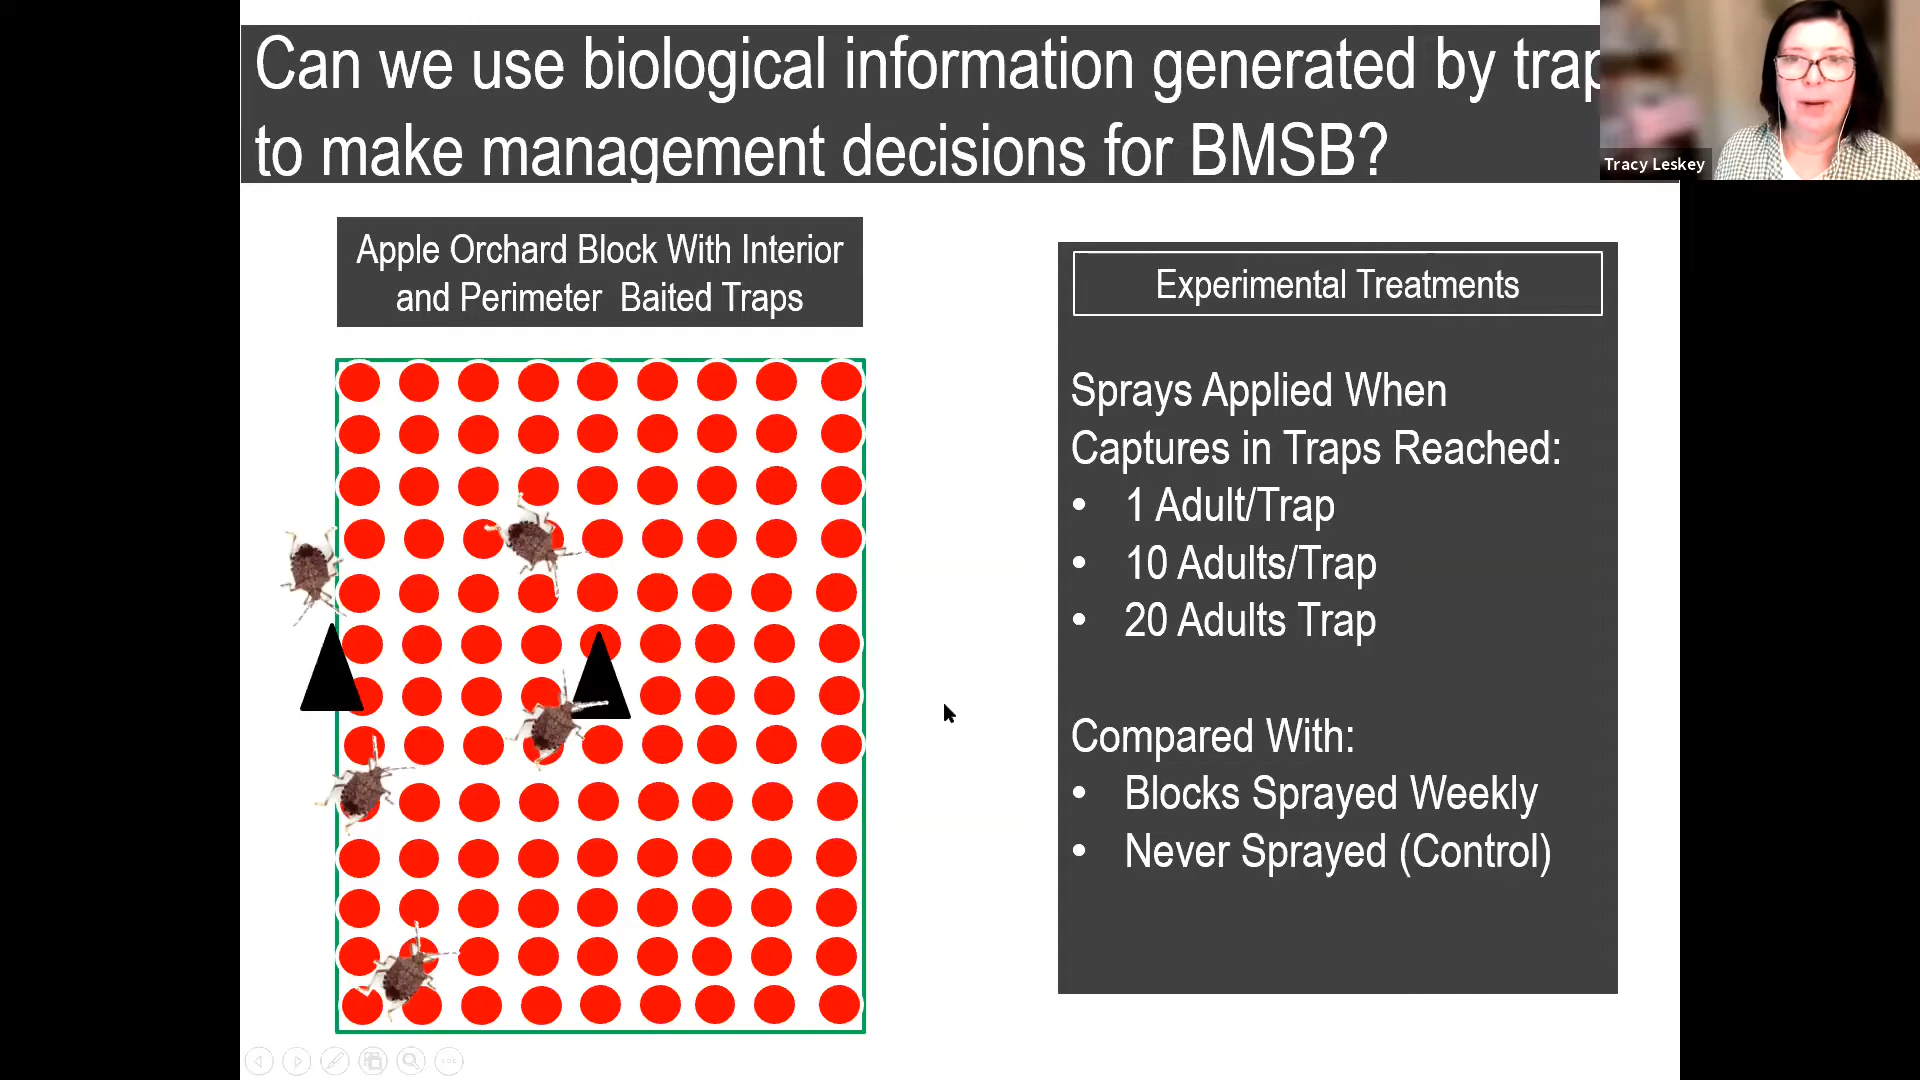 Can we use biological information generated by trap
to make management decisions for BMSB?
Tracy Leskey
Apple Orchard Block With Interior
and Perimeter Baited Traps
Experimental Treatments
Sprays Applied When
Captures in Traps Reached:
• 1 Adult/Trap
• 10 Adults/Trap
• 20 Adults Trap
Compared With:
• Blocks Sprayed Weekly
• Never Sprayed (Control)